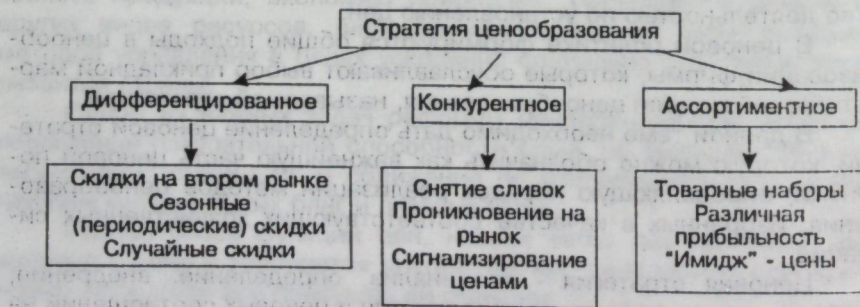 Стратегия ценообразования
Дифференцированное
Конкурентное
Ассортиментное
Скидки на втором рынке
Сезонные
(периодические) скидки
Случайные скидки
Снятие сливок
Проникновение на
рынок
Сигнализирование
ценами
Товарные наборы
Различная
прибыльность
"Имидж" - цены